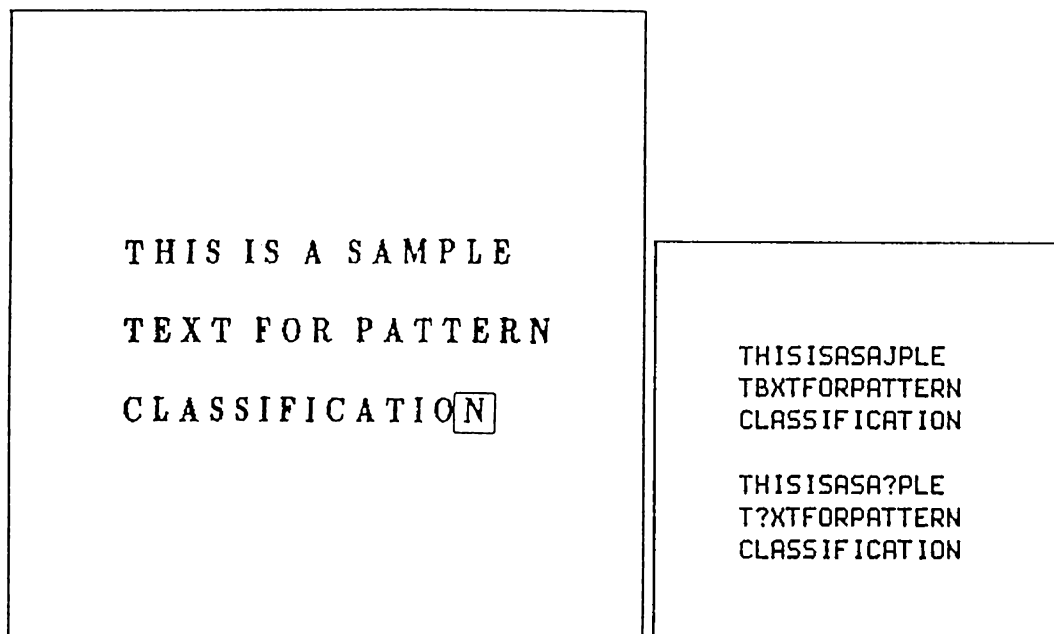 THIS IS A SAMPLE
TEXT FOR PATTERN
CLASSIFICATION
THISISASAJPLE
TBXTFORPATTERN
CLASSIFICATION
THISISASA?PLE
T?XTFORPATTERN
CLASSIFICATION